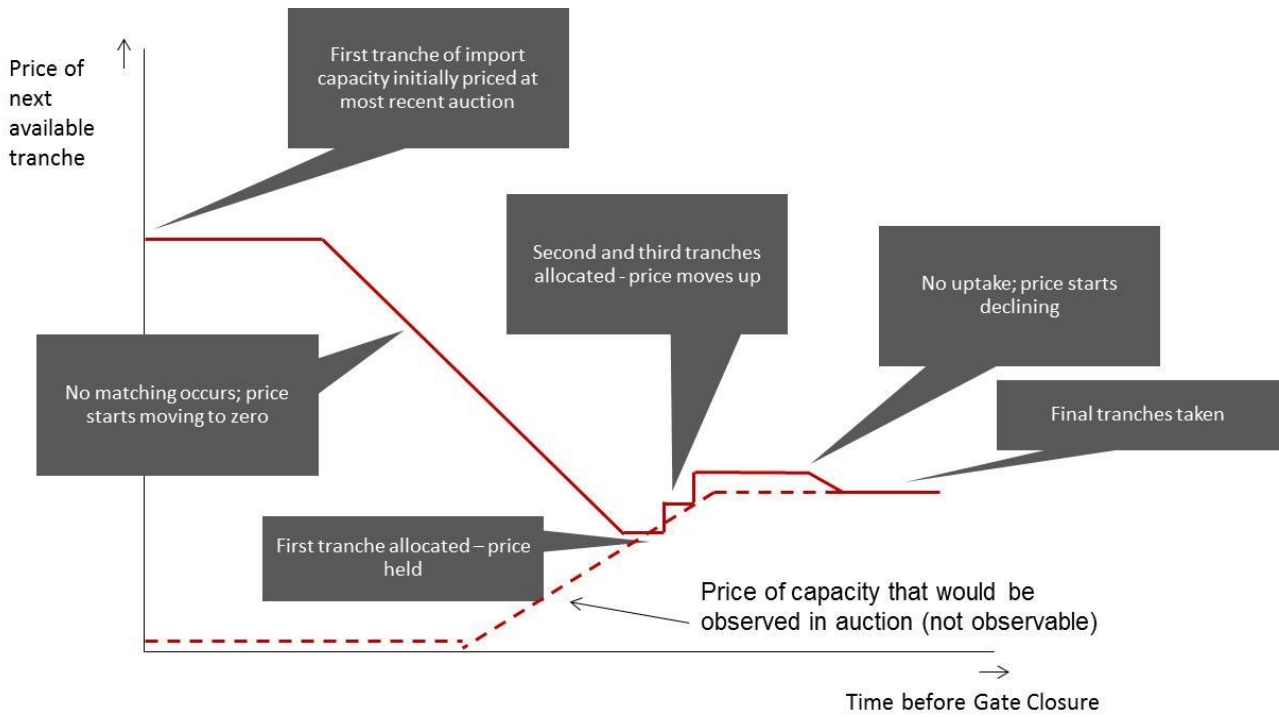 Price of
next
available
tranche
First tranche of import
capacity initially priced at
most recent auction
Second and third tranches
allocated - price moves up
No uptake; price starts
declining
No matching occurs; price
starts moving to zero
Final tranches taken
First tranche allocated – price
held
Price of capacity that would be
observed in auction (not observable)
Time before Gate Closure